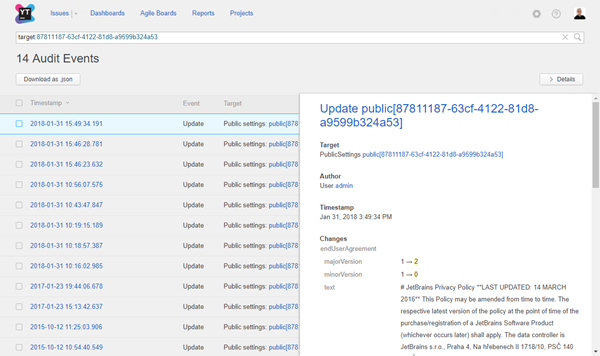 YT
Issues
Dashboards
Agile Boards
Reports
Projects
target:87811187-63cf-4122-81d8-a9599b324a53
14 Audit Events
Download as .json
Details
Timestamp Event Target
2018-01-31 15:49:34.191 Update Public settings: public[878
2018-01-31 15:46:28.781 Update Public settings: public[878
2018-01-31 15:46:23.632 Update Public settings: public[878
2018-01-31 10:56:07.575 Update Public settings: public[878
2018-01-31 10:43:47.847 Update Public settings: public[878
2018-01-31 10:19:15.189 Update Public settings: public[878
2018-01-31 10:18:57.387 Update Public settings: public[878
2018-01-31 10:16:02.985 Update Public settings: public[878
2017-01-23 19:44:06.678 Update Public settings: public[878
2017-01-23 15:13:42.637 Update Public settings: public[878
2015-10-12 11:25:03.906 Update Public settings: public[878
2015-10-12 10:54:40.549 Update Public settings: public[878
Update public[87811187-63cf-4122-81d8-
a9599b324a53]
Target
PublicSettings public[87811187-63cf-4122-81d8-a9599b324a53]
Author
User admin
Timestamp
Jan 31, 2018 3:49:34 PM
Changes
endUserAgreement
majorVersion 1 → 2
minorVersion 1 → 0
text # JetBrains Privacy Policy **LAST UPDATED: 14 MARCH
2016** This Policy may be amended from time to time. The
respective latest version of the policy at the point of time of the
purchase/registration of a JetBrains Software Product
(whichever occurs later) shall apply. The data controller is
JetBrains s.r.o., Praha 4, Na hřebenech II 1718/10, PSČ 140